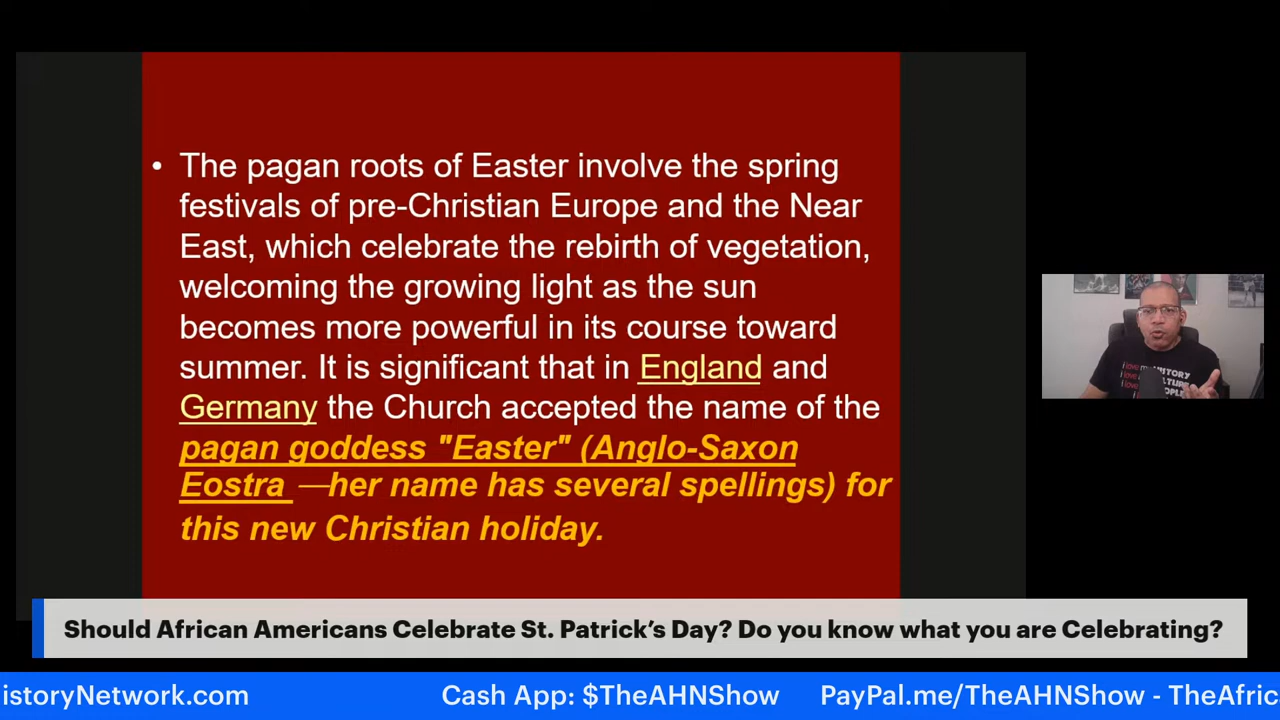 • The pagan roots of Easter involve the spring
festivals of pre-Christian Europe and the Near
East, which celebrate the rebirth of vegetation,
welcoming the growing light as the sun
becomes more powerful in its course toward
summer. It is significant that in England and
Germany the Church accepted the name of the
pagan goddess "Easter" (Anglo-Saxon
Eostra —her name has several spellings) for
this new Christian holiday.
Should African Americans Celebrate St. Patrick's Day? Do you know what you are Celebrating?
istoryNetwork.com Cash App: $TheAHNShow PayPal.me/TheAHNShow - TheAfric